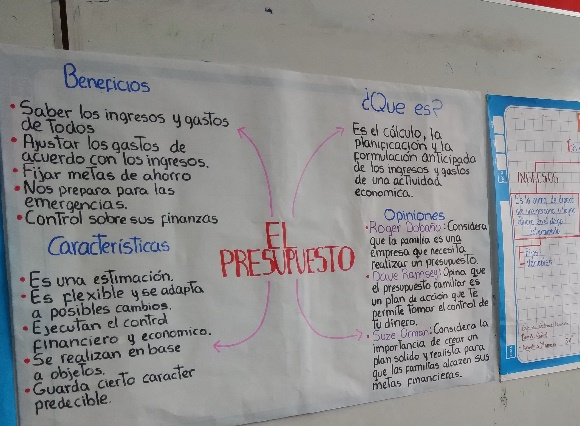 Beneficios
• Saber los ingresos y gastos
de Todos
• Ajustar los gastos de
acuerdo con los ingresos.
• Fijar metas de ahorro
• Nos prepara para las
emergencias.
• Control sobre sus finanzas
Características
• Es una estimación.
• Es flexible y se adapta
a posibles cambios.
• Ejecutan el control
financiero y economico.
• Se realizan en base
a objetos.
• Guarda cierto caracter
predecible.
EL
PRESUPUESTO
¿Que es?
Es el cálculo, la
planificación y la
formulación anticipada
de los ingresos y gastos
de una actividad
economica.
Opiniones
• Roger Dobaño: Considera
que la familia es una
empresa que necesita
realizar un presupuesto.
• Dave Ramsey: Opina que
el presupuesto familiar es
un plan de acción que Te
permite tomar el control de
Tu dinero.
• Suze Orman: Considera la
importancia de crear un
plan solido y realista para
que las familias alcazen sus
metas financieras.
INGRESOS